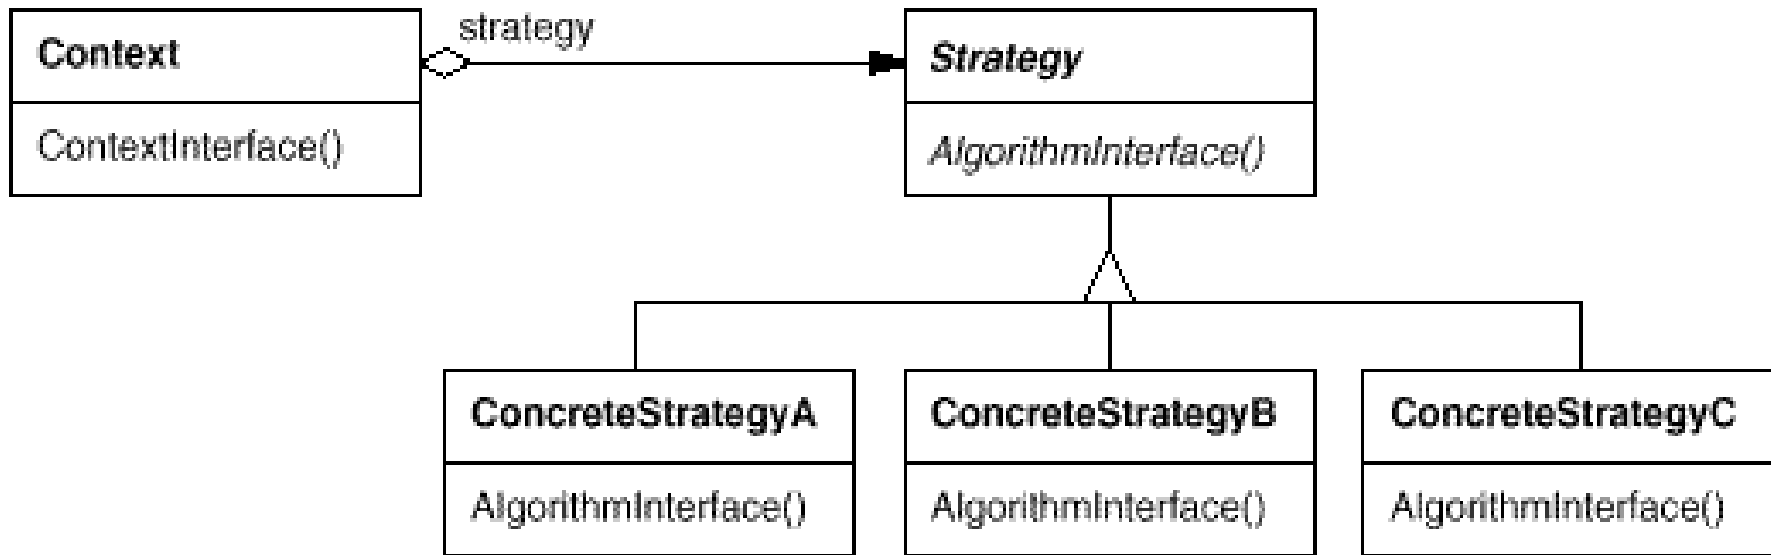 Context
strategy
Strategy
ContextInterface()
AlgorithmInterface()
ConcreteStrategyA
ConcreteStrategyB
ConcreteStrategyC
AlgorithmInterface()
AlgorithmInterface()
AlgorithmInterface()